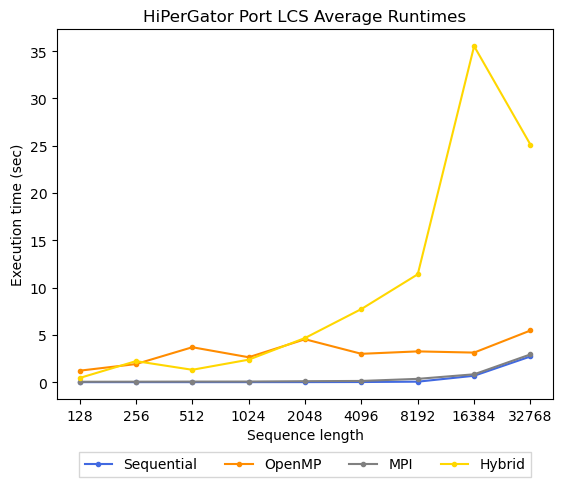 HiPerGator Port LCS Average Runtimes
Execution time (sec)
35
30
25
20
15
10
5
0
128 256 512 1024 2048 4096 8192 16384 32768
Sequence length
Sequential OpenMP MPI Hybrid